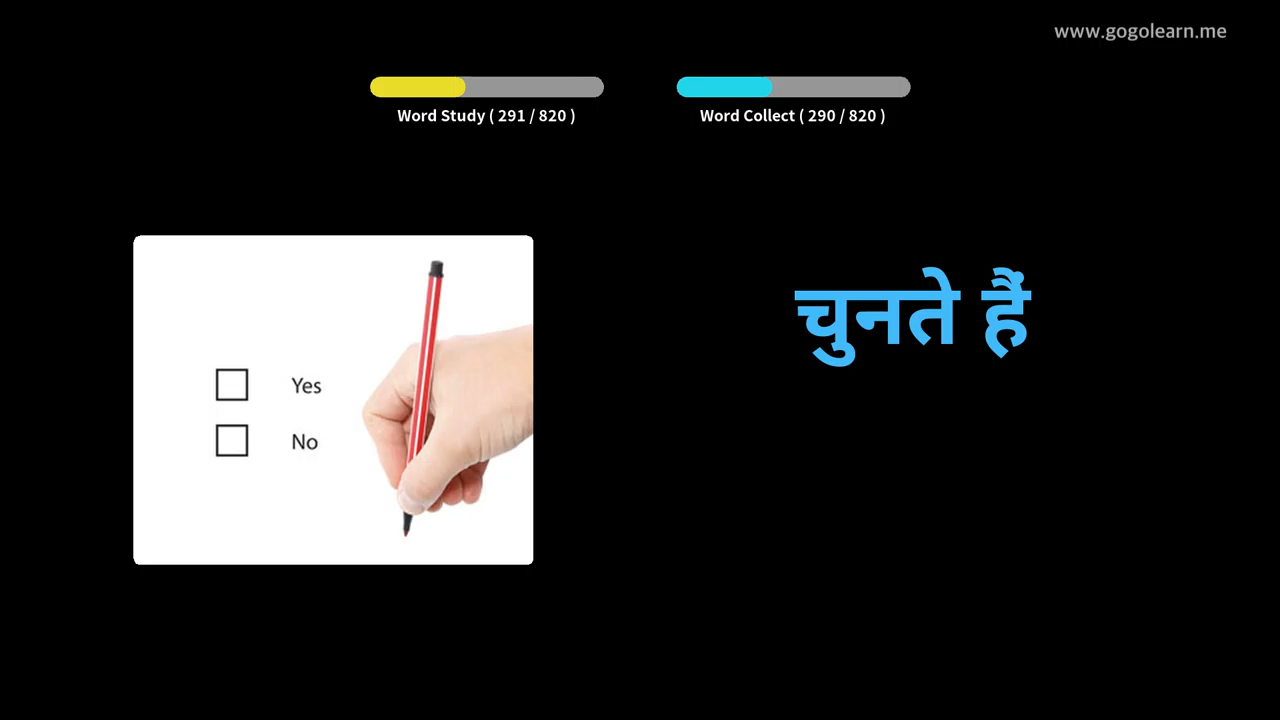 www.gogolearn.me
Word Study ( 291 / 820 )
Word Collect ( 290 / 820 )
चुनते हैं
Yes
No